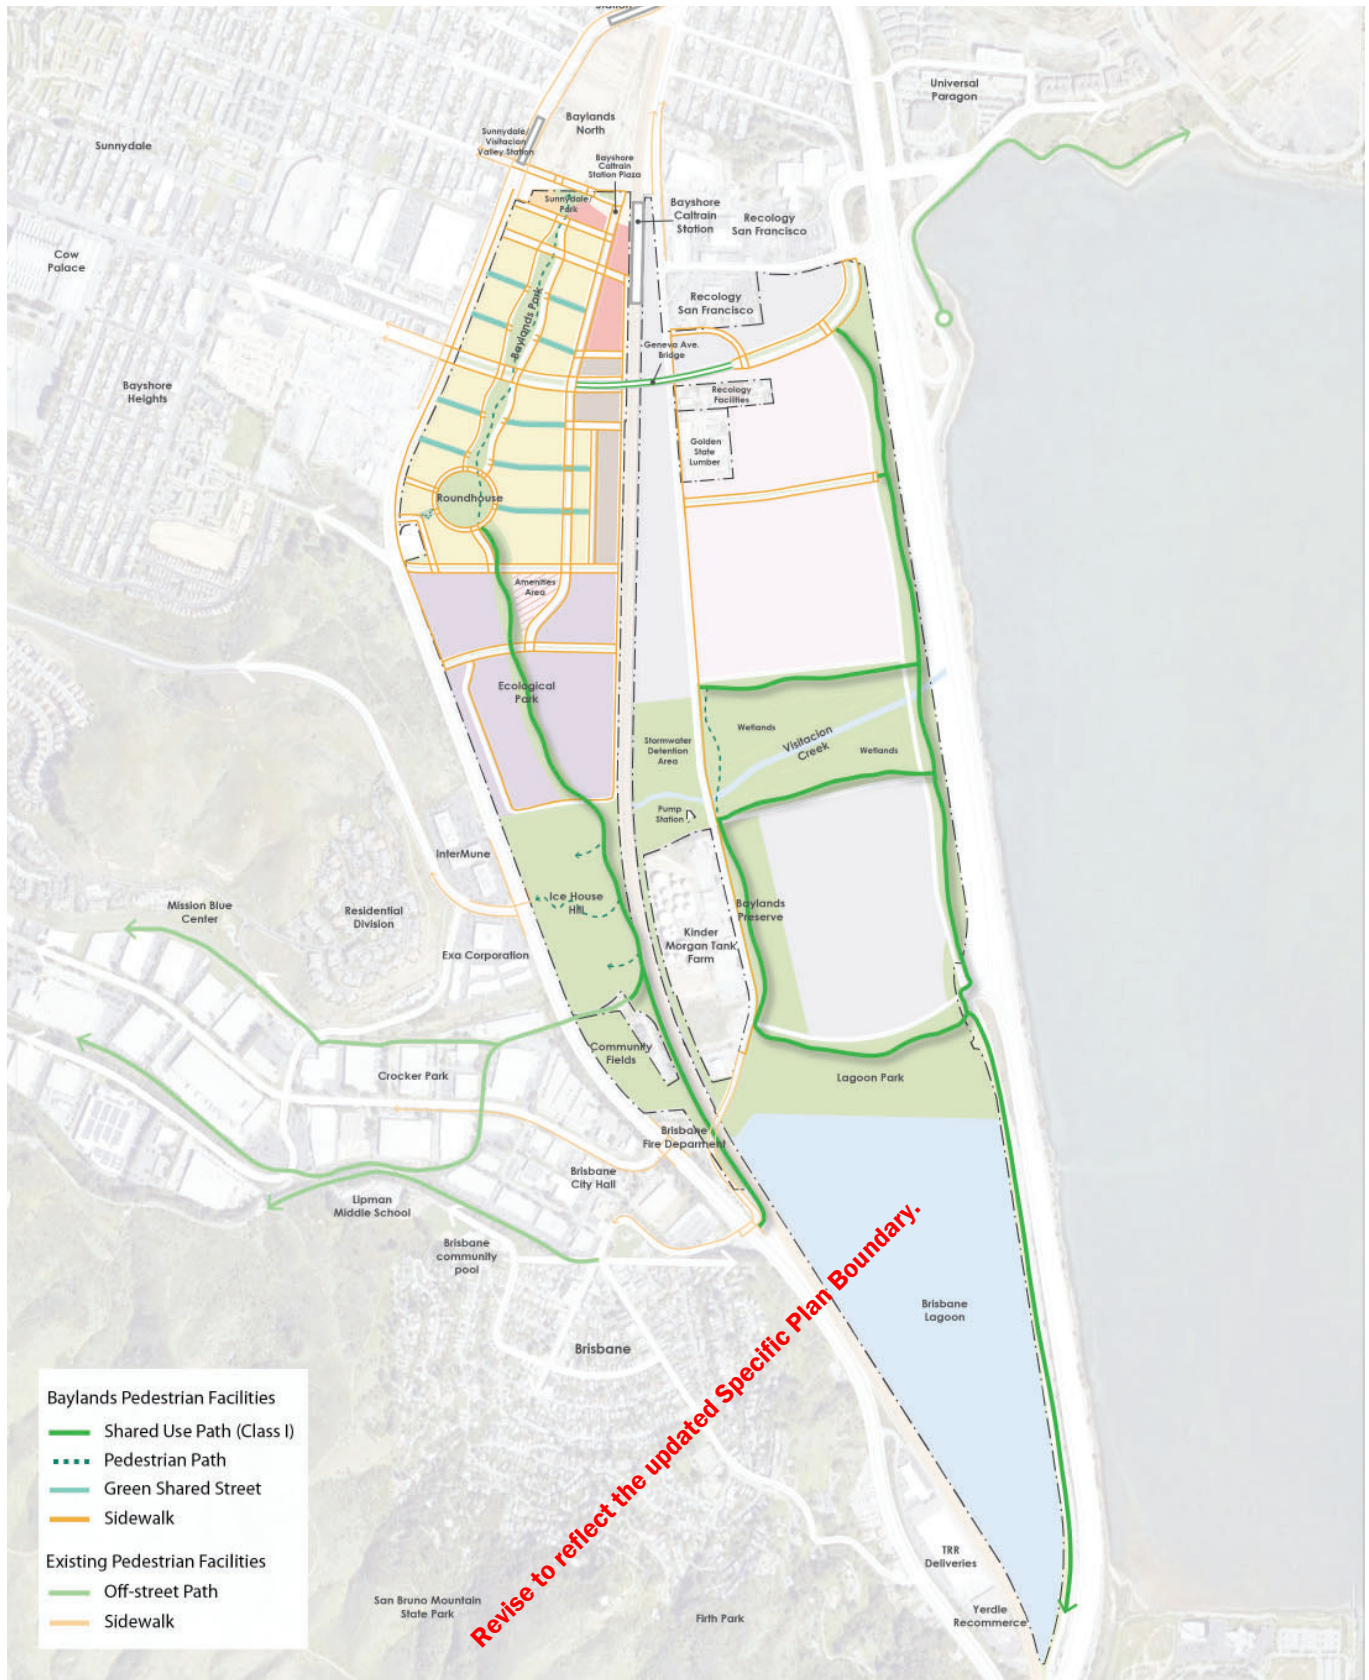 Station
Universal
Paragon
Baylands
North
Sunnydale/
Visitacion
Valley Station
Sunnydale
Bayshore
Caltrain
Station Plaza
Sunnydale/
Park
Bayshore
Caltrain
Station
Recology
San Francisco
Cow
Palace
Recology
San Francisco
Baylands Park
Geneva Ave.
Bridge
Bayshore
Heights
Recology
Facilities
Golden
State
Lumber
Roundhouse
Amenities
Area
Ecological
Park
Wetlands
Visitacion
Creek
Wetlands
Stormwater
Detention
Area
Pump
Station
InterMune
Ice House
Hill
Mission Blue
Center
Residential
Division
Baylands
Preserve
Kinder
Morgan Tank
Farm
Exa Corporation
Community
Fields
Crocker Park
Lagoon Park
Brisbane
Fire Deparment
Brisbane
City Hall
Lipman
Middle School
Brisbane
community
pool
Brisbane
Lagoon
Brisbane
Revise to reflect the updated Specific Plan Boundary.
Baylands Pedestrian Facilities
Shared Use Path (Class I)
Pedestrian Path
Green Shared Street
Sidewalk
Existing Pedestrian Facilities
Off-street Path
Sidewalk
TRR
Deliveries
San Bruno Mountain
State Park
Firth Park
Yerdle
Recommerce